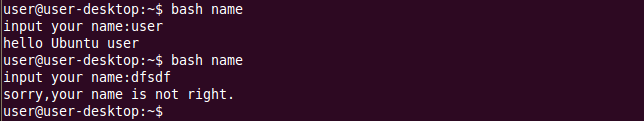 user@user-desktop:~$ bash name
input your name:user
hello Ubuntu user
user@user-desktop:~$ bash name
input your name:dfsdf
sorry,your name is not right.
user@user-desktop:~$